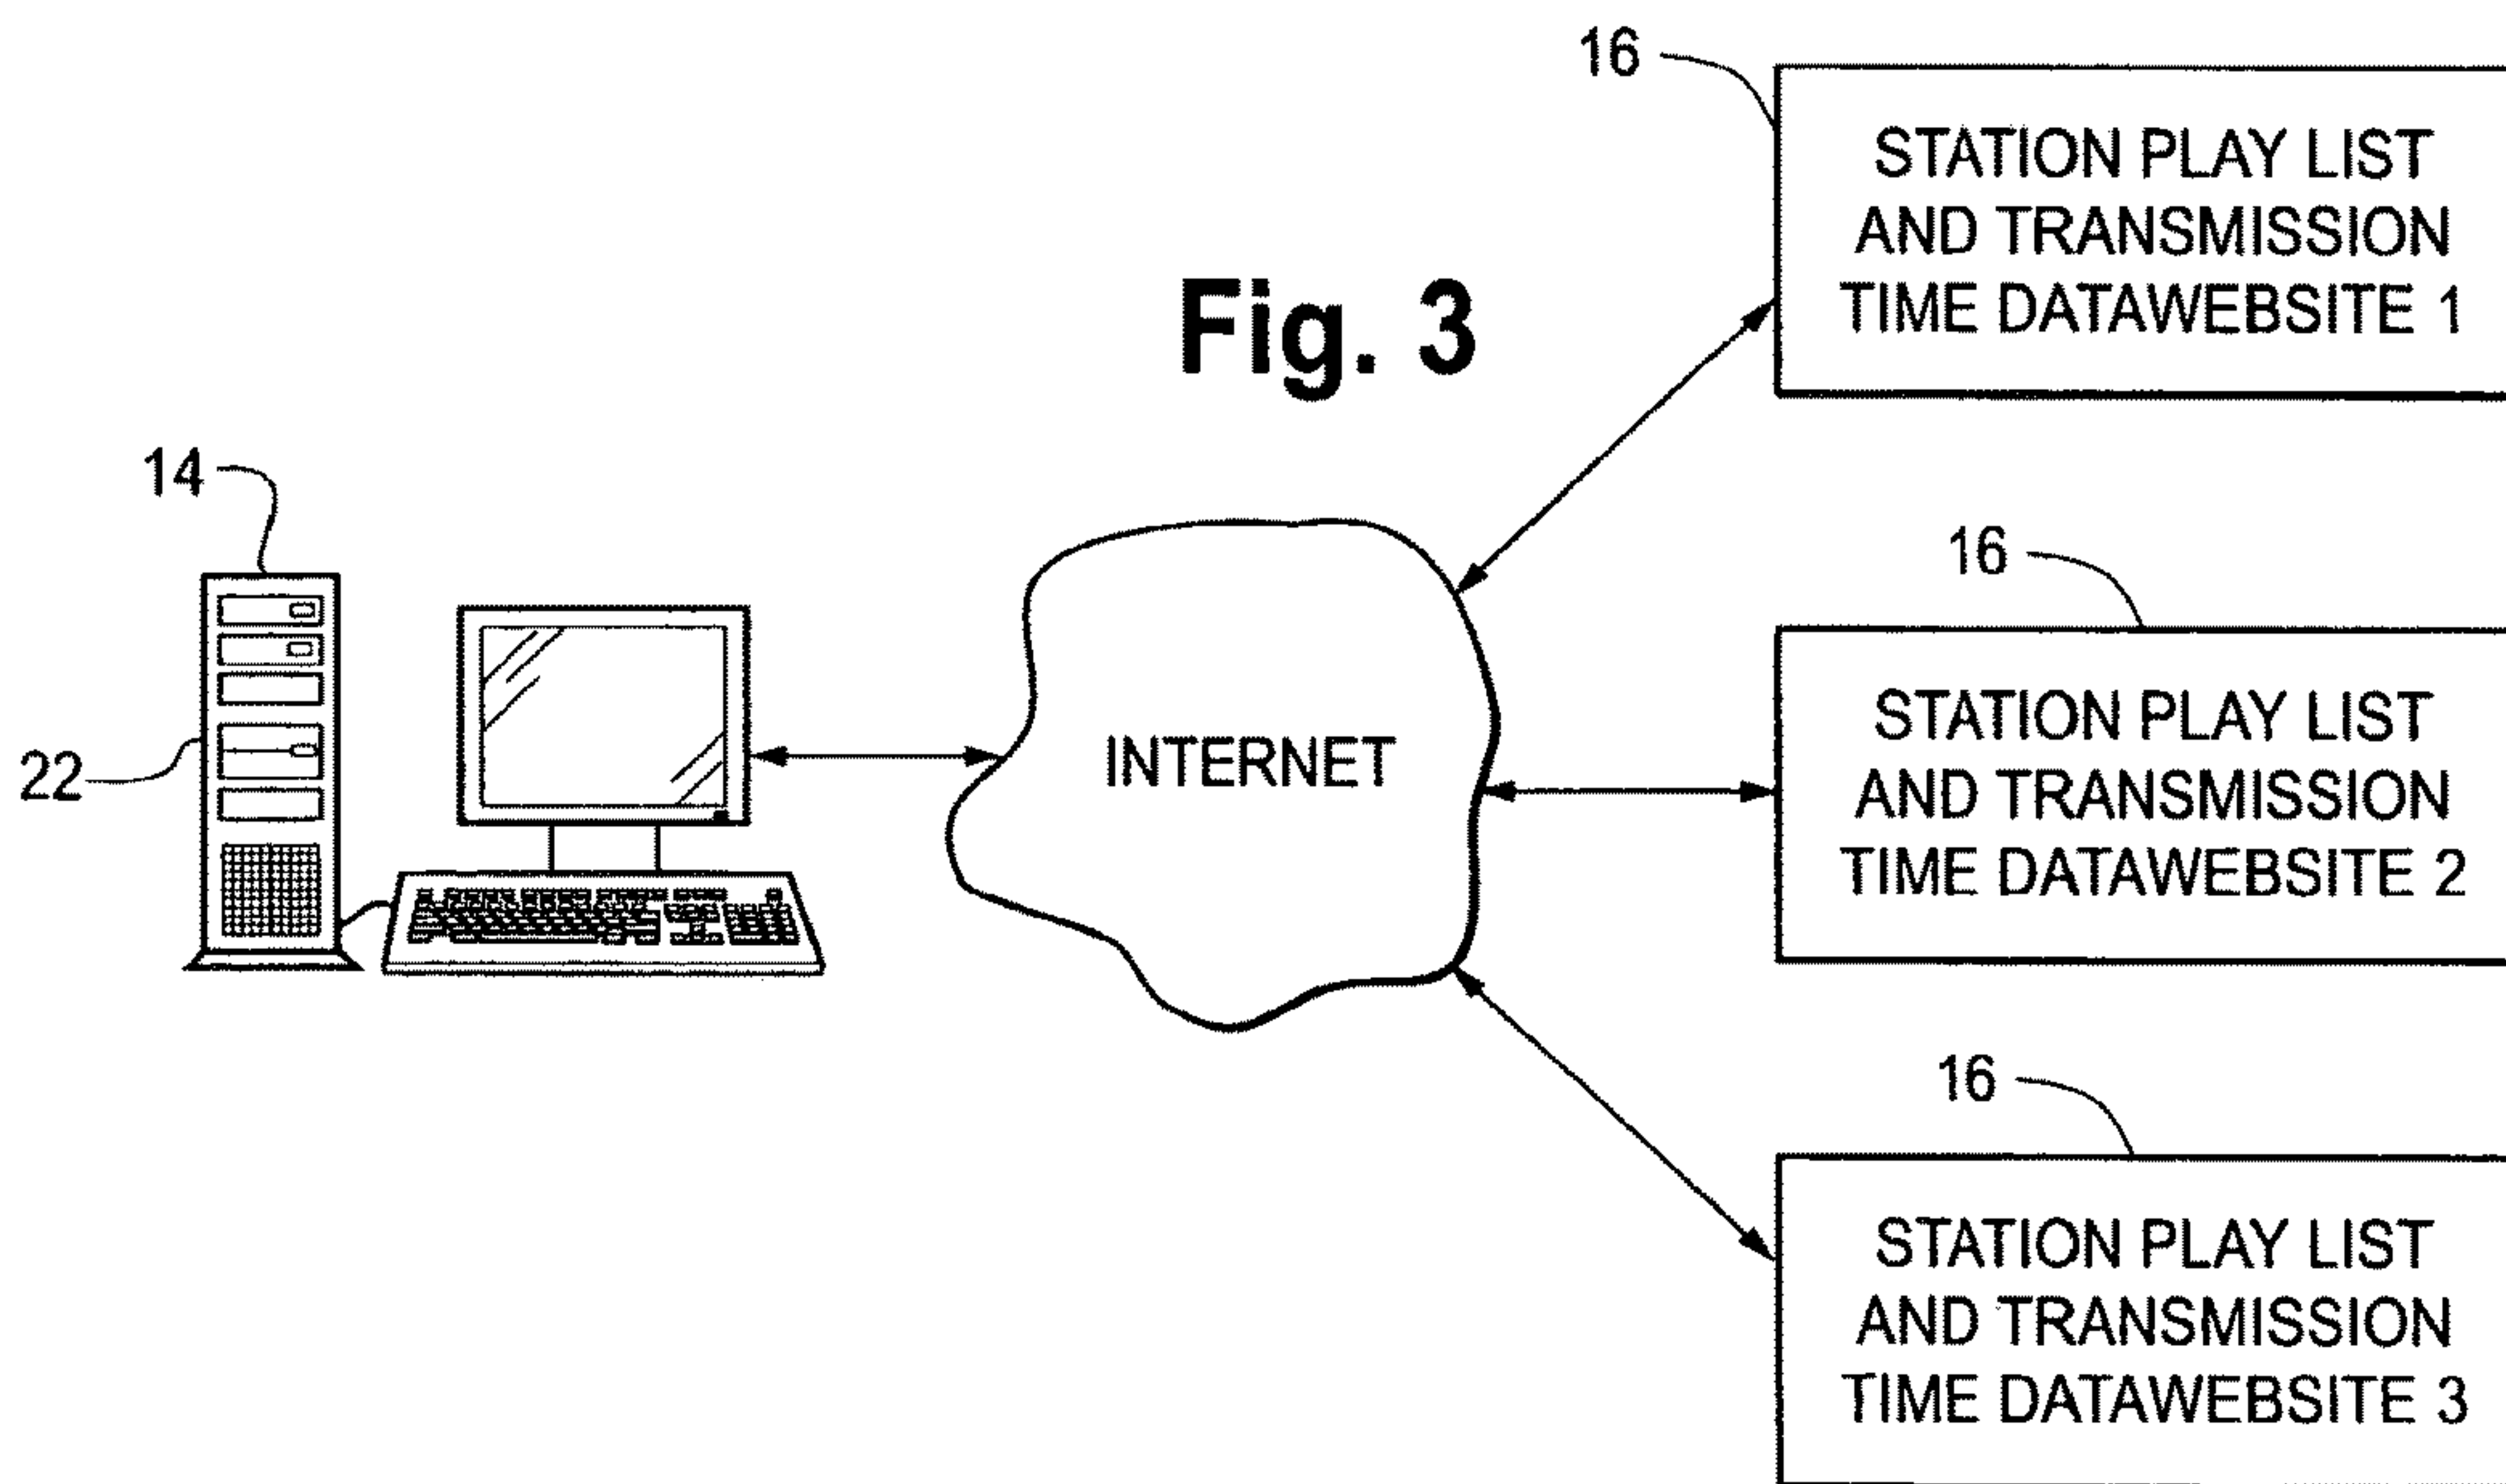 16
STATION PLAY LIST
AND TRANSMISSION
TIME DATAWEBSITE 1
Fig. 3
14
22
INTERNET
16
STATION PLAY LIST
AND TRANSMISSION
TIME DATAWEBSITE 2
16
STATION PLAY LIST
AND TRANSMISSION
TIME DATAWEBSITE 3